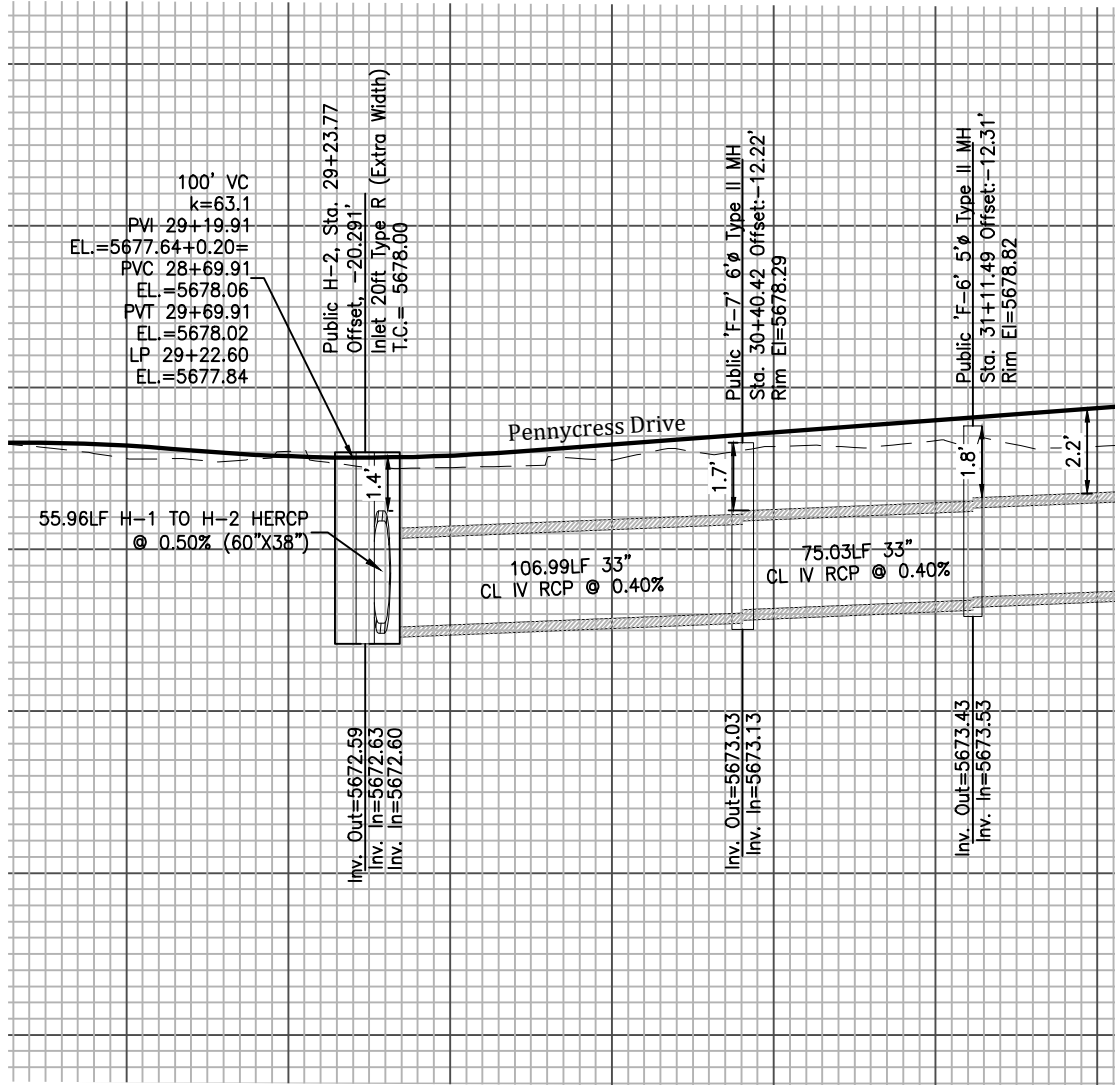 100' VC
k=63.1
PVI 29+19.91
EL.=5677.64+0.20=
PVC 28+69.91
EL.=5678.06
PVT 29+69.91
EL.=5678.02
LP 29+22.60
EL.=5677.84
Public H-2, Sta. 29+23.77
Offset, -20.291'
Inlet 20ft Type R (Extra Width)
T.C.= 5678.00
Public 'F-7' 6'ø Type II MH
Sta. 30+40.42 Offset:-12.22'
Rim El=5678.29
Public 'F-6' 5'ø Type II MH
Sta. 31+11.49 Offset:-12.31'
Rim El=5678.82
Pennycress Drive
1.4'
1.7'
1.8'
2.2'
55.96LF H-1 TO H-2 HERCP
@ 0.50% (60"X38")
106.99LF 33"
CL IV RCP @ 0.40%
75.03LF 33"
CL IV RCP @ 0.40%
Inv. Out=5672.59
Inv. In=5672.63
Inv. In=5672.60
Inv. Out=5673.03
Inv. In=5673.13
Inv. Out=5673.43
Inv. In=5673.53